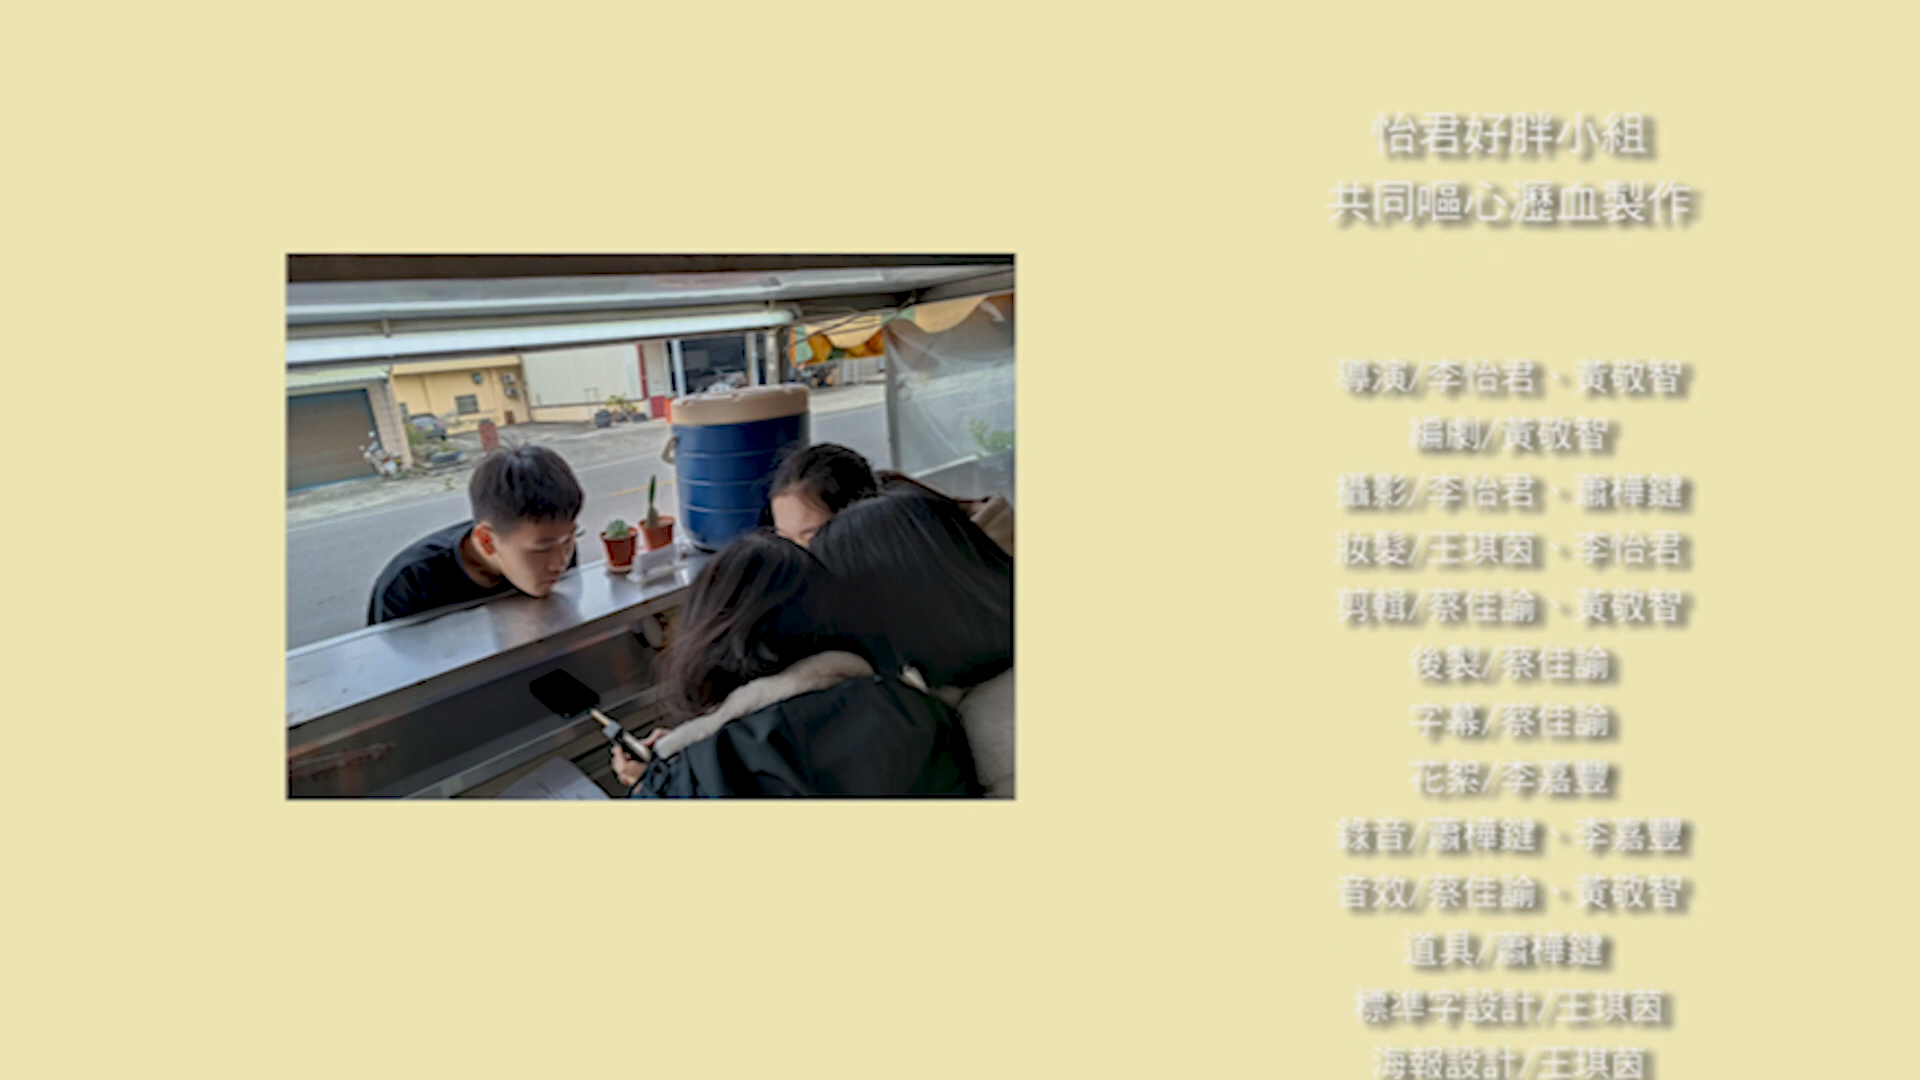 怡君好胖小組
共同嘔心瀝血製作
導演/李怡君、黃敬智
編劇/黃敬智
攝影/李怡君、蕭樺鍵
妝髮/王琪茵、李怡君
剪輯/蔡佳諭、黃敬智
後製/蔡佳諭
字幕/蔡佳諭
花絮/李嘉豐
錄音/蕭樺鍵、李嘉豐
音效/蔡佳諭、黃敬智
道具/蕭樺鍵
標準字設計/王琪茵
海報設計/王琪茵